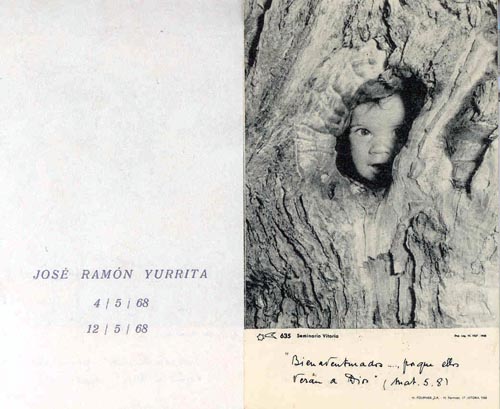 JOSÉ RAMÓN YURRITA
4 / 5 / 68
12 / 5 / 68
635 Seminario Vitoria
"Bienaventurados ... porque ellos
verán a Dios" (Mat. 5.8)